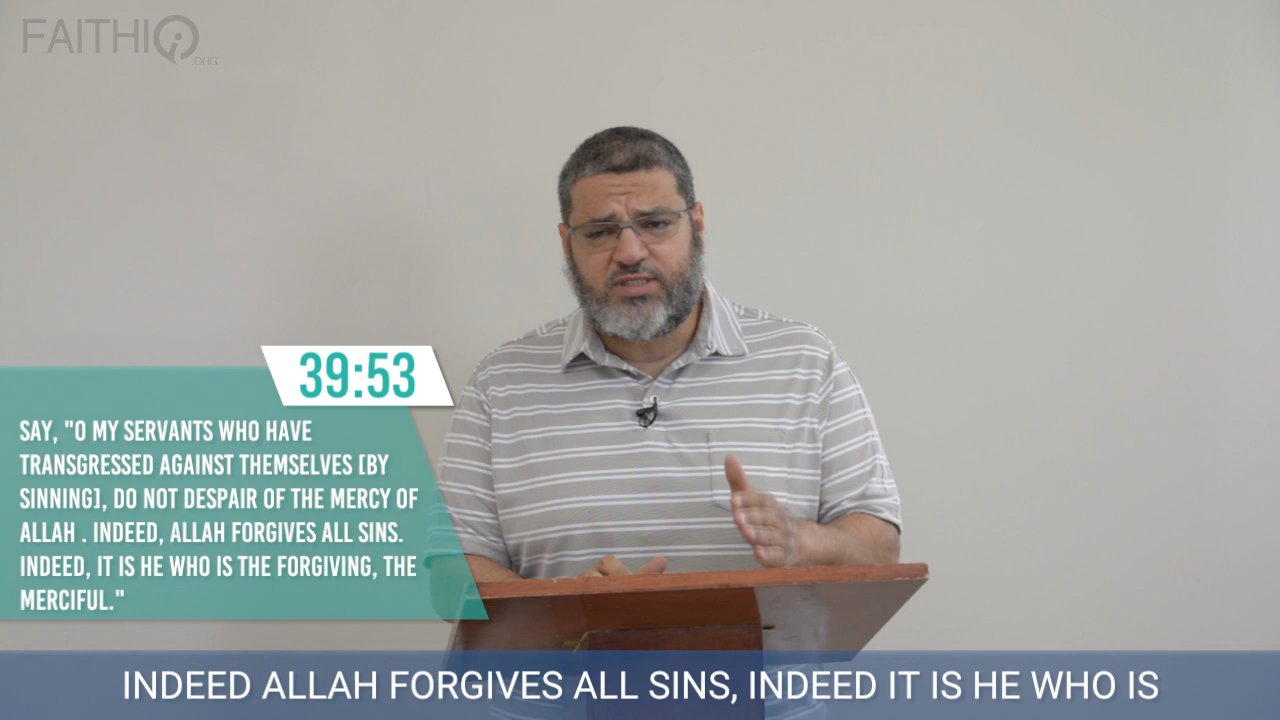 FAITHIQ
.ORG
39:53
SAY, "O MY SERVANTS WHO HAVE
TRANSGRESSED AGAINST THEMSELVES [BY
SINNING], DO NOT DESPAIR OF THE MERCY OF
ALLAH . INDEED, ALLAH FORGIVES ALL SINS.
INDEED, IT IS HE WHO IS THE FORGIVING, THE
MERCIFUL."
INDEED ALLAH FORGIVES ALL SINS, INDEED IT IS HE WHO IS